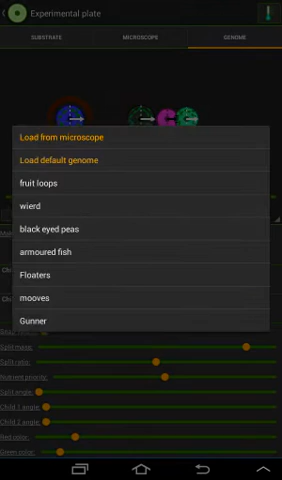 Experimental plate
SUBSTRATE MICROSCOPE GENOME
Load from microscope
Load default genome
fruit loops
wierd
black eyed peas
armoured fish
Floaters
mooves
Gunner
Split mass:
Split ratio:
Nutrient priority:
Split angle:
Child 1 angle:
Child 2 angle:
Red color:
Green color: